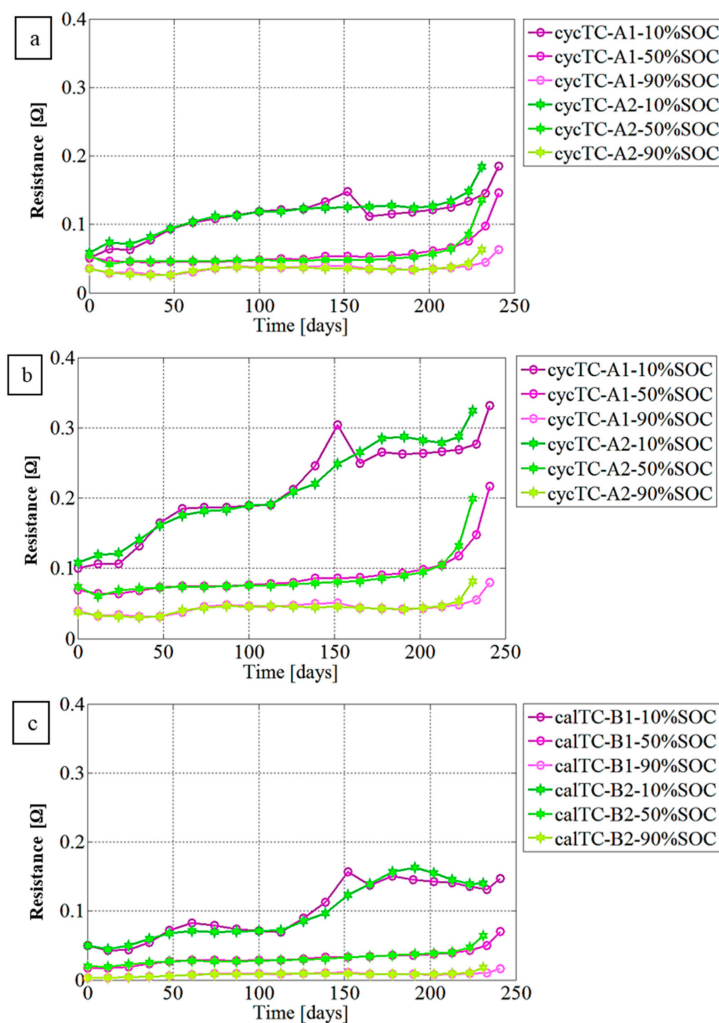 a
0.4
0.3
0.2
0.1
0
Resistance [Ω]
0 50 100 150 200 250
Time [days]
cycTC-A1-10%SOC
cycTC-A1-50%SOC
cycTC-A1-90%SOC
cycTC-A2-10%SOC
cycTC-A2-50%SOC
cycTC-A2-90%SOC
b
0.4
0.3
0.2
0.1
0
Resistance [Ω]
0 50 100 150 200 250
Time [days]
cycTC-A1-10%SOC
cycTC-A1-50%SOC
cycTC-A1-90%SOC
cycTC-A2-10%SOC
cycTC-A2-50%SOC
cycTC-A2-90%SOC
c
0.4
0.3
0.2
0.1
0
Resistance [Ω]
0 50 100 150 200 250
Time [days]
calTC-B1-10%SOC
calTC-B1-50%SOC
calTC-B1-90%SOC
calTC-B2-10%SOC
calTC-B2-50%SOC
calTC-B2-90%SOC